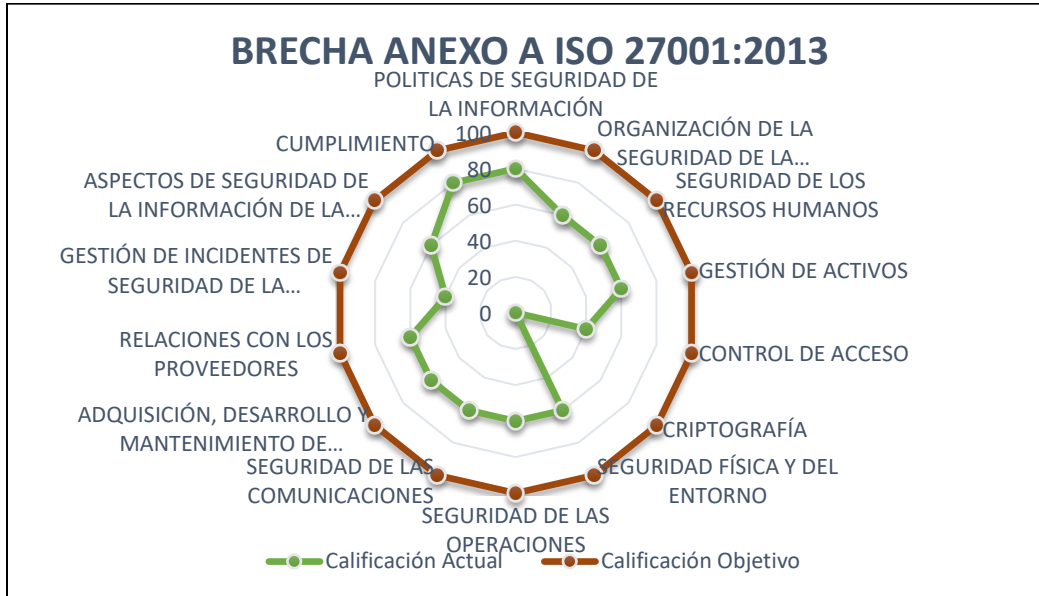 BRECHA ANEXO A ISO 27001:2013
POLITICAS DE SEGURIDAD DE
LA INFORMACIÓN
ORGANIZACIÓN DE LA
SEGURIDAD DE LA...
SEGURIDAD DE LOS
RECURSOS HUMANOS
GESTIÓN DE ACTIVOS
CONTROL DE ACCESO
CRIPTOGRAFÍA
SEGURIDAD FÍSICA Y DEL
ENTORNO
SEGURIDAD DE LAS
OPERACIONES
SEGURIDAD DE LAS
COMUNICACIONES
ADQUISICIÓN, DESARROLLO Y
MANTENIMIENTO DE...
RELACIONES CON LOS
PROVEEDORES
GESTIÓN DE INCIDENTES DE
SEGURIDAD DE LA...
ASPECTOS DE SEGURIDAD DE
LA INFORMACIÓN DE LA...
CUMPLIMIENTO
100
80
60
40
20
0
Calificación Actual
Calificación Objetivo